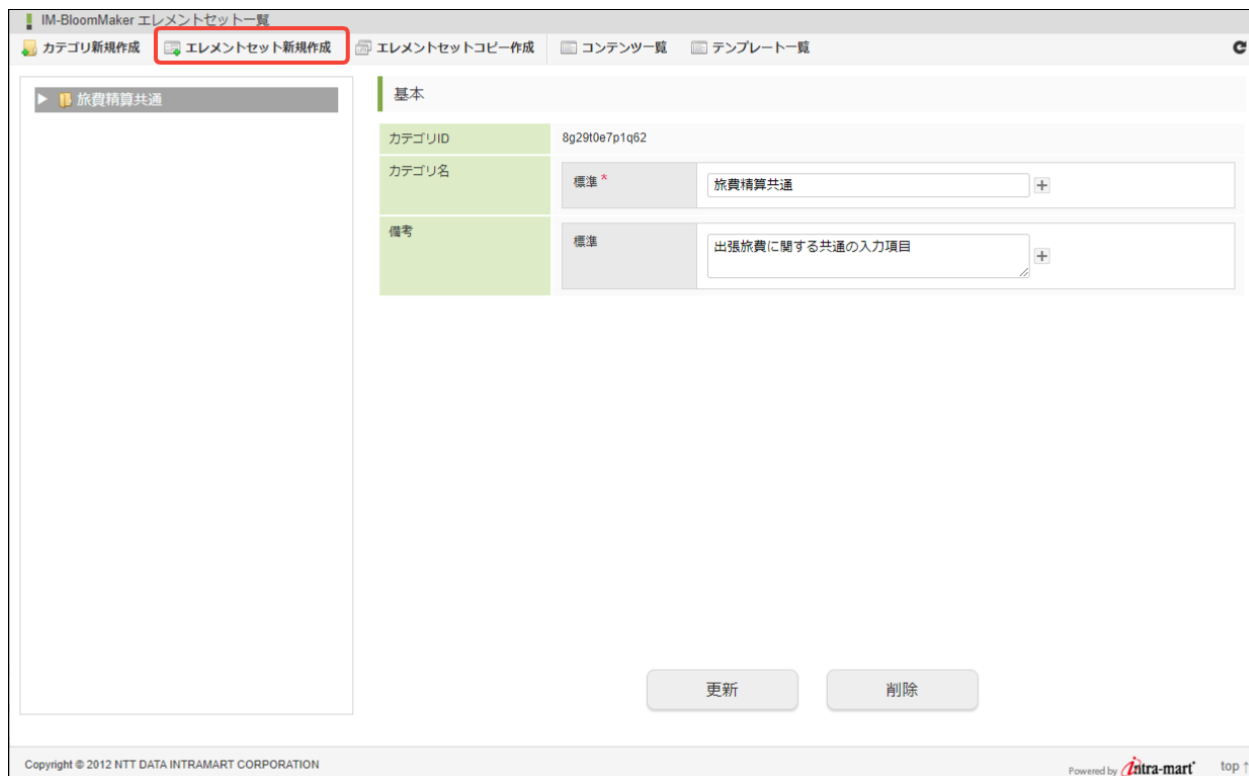 IM-BloomMaker エレメントセット一覧
カテゴリ新規作成 エレメントセット新規作成 エレメントセットコピー作成 コンテンツ一覧 テンプレート一覧
旅費精算共通
基本
カテゴリID 8g29t0e7p1q62
カテゴリ名 標準* 旅費精算共通
備考 標準 出張旅費に関する共通の入力項目
更新 削除
Copyright © 2012 NTT DATA INTRAMART CORPORATION Powered by intra-mart top ↑